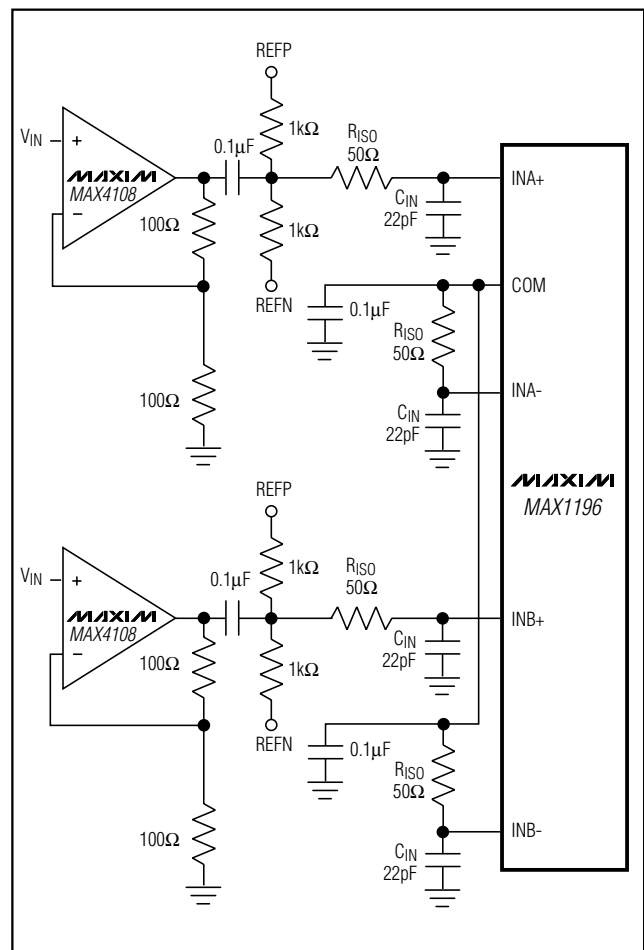 REFP
V_IN
+
MAXIM
MAX4108
−
0.1µF
1kΩ
R_ISO
50Ω
INA+
100Ω
1kΩ
C_IN
22pF
REFN
0.1µF
COM
R_ISO
50Ω
100Ω
C_IN
22pF
INA-
MAXIM
MAX1196
REFP
V_IN
+
MAXIM
MAX4108
−
0.1µF
1kΩ
R_ISO
50Ω
INB+
100Ω
1kΩ
C_IN
22pF
REFN
0.1µF
R_ISO
50Ω
100Ω
C_IN
22pF
INB-